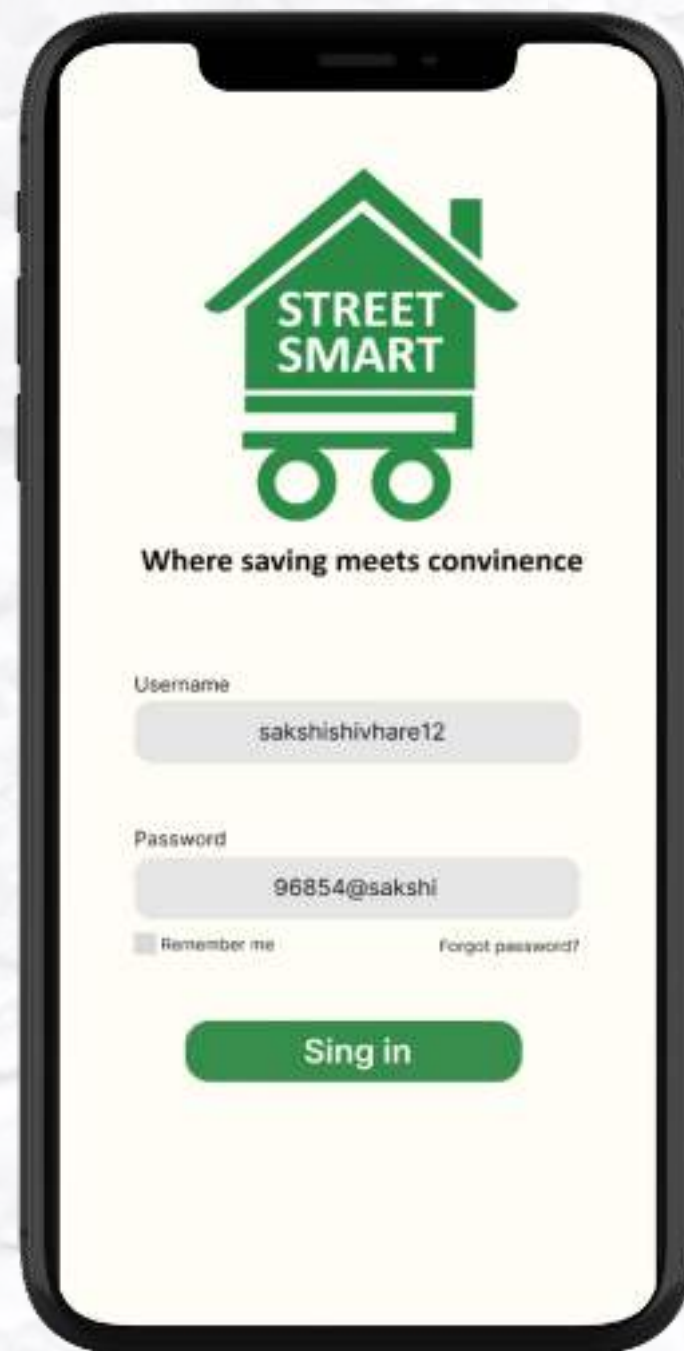 STREET
SMART
Where saving meets convinence
Username
sakshishivhare12
Password
96854@sakshi
Remember me
Forgot password?
Sing in